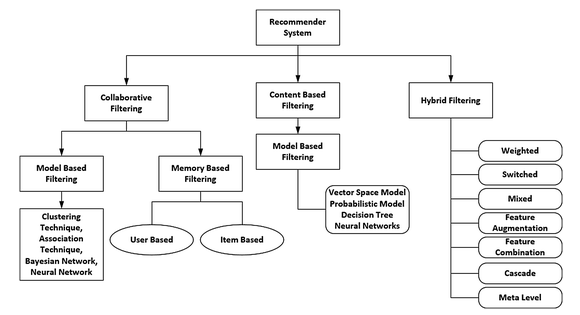 Recommender
System
Collaborative
Filtering
Content Based
Filtering
Hybrid Filtering
Model Based
Filtering
Memory Based
Filtering
Model Based
Filtering
Clustering
Technique,
Association
Technique,
Bayesian Network,
Neural Network
User Based
Item Based
Vector Space Model
Probabilistic Model
Decision Tree
Neural Networks
Weighted
Switched
Mixed
Feature
Augmentation
Feature
Combination
Cascade
Meta Level